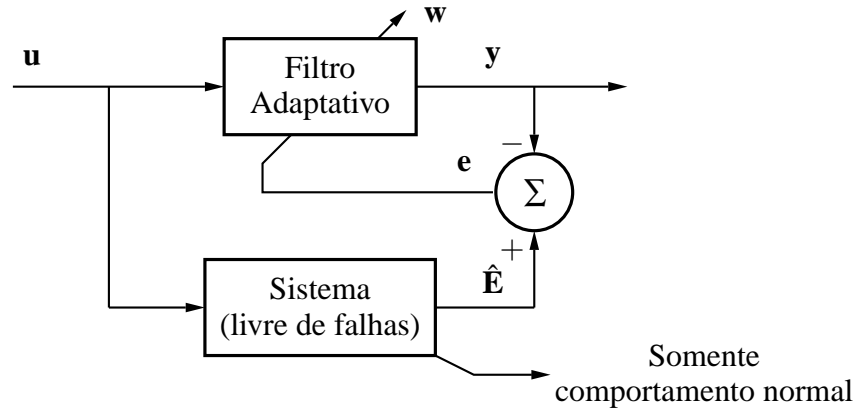 w
u
Filtro
Adaptativo
y
−
e
Σ
+
Ê
Sistema
(livre de falhas)
Somente
comportamento normal